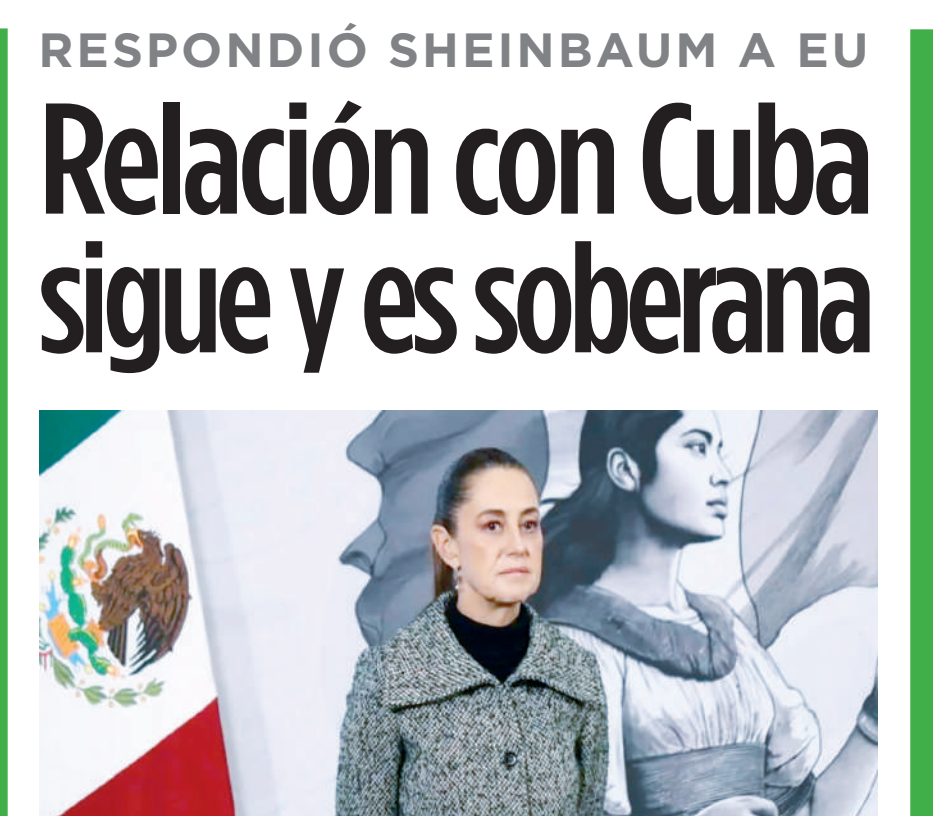 RESPONDIÓ SHEINBAUM A EU
Relación con Cuba
sigue y es soberana